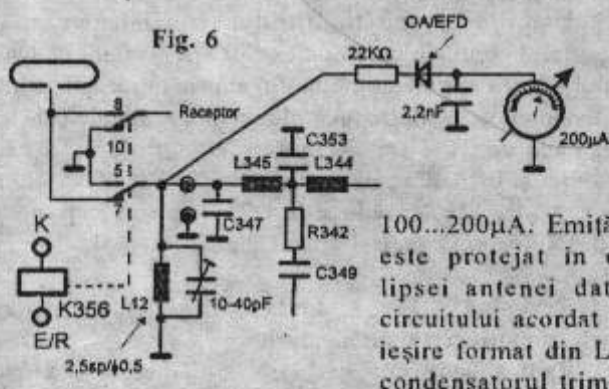 Fig. 6
OA/EFD
22KΩ
2,2nF
200µA
8
Raceptor
10
5
7
C353
L345
L344
C347
R342
C349
K
K356
E/R
L12
10-40pF
2,5sp/ϕ0,5
100...200µA. Emiță
este protejat în
lipsei antenei dat
circuitului acordat
ieșire format din L
condensatorul trim